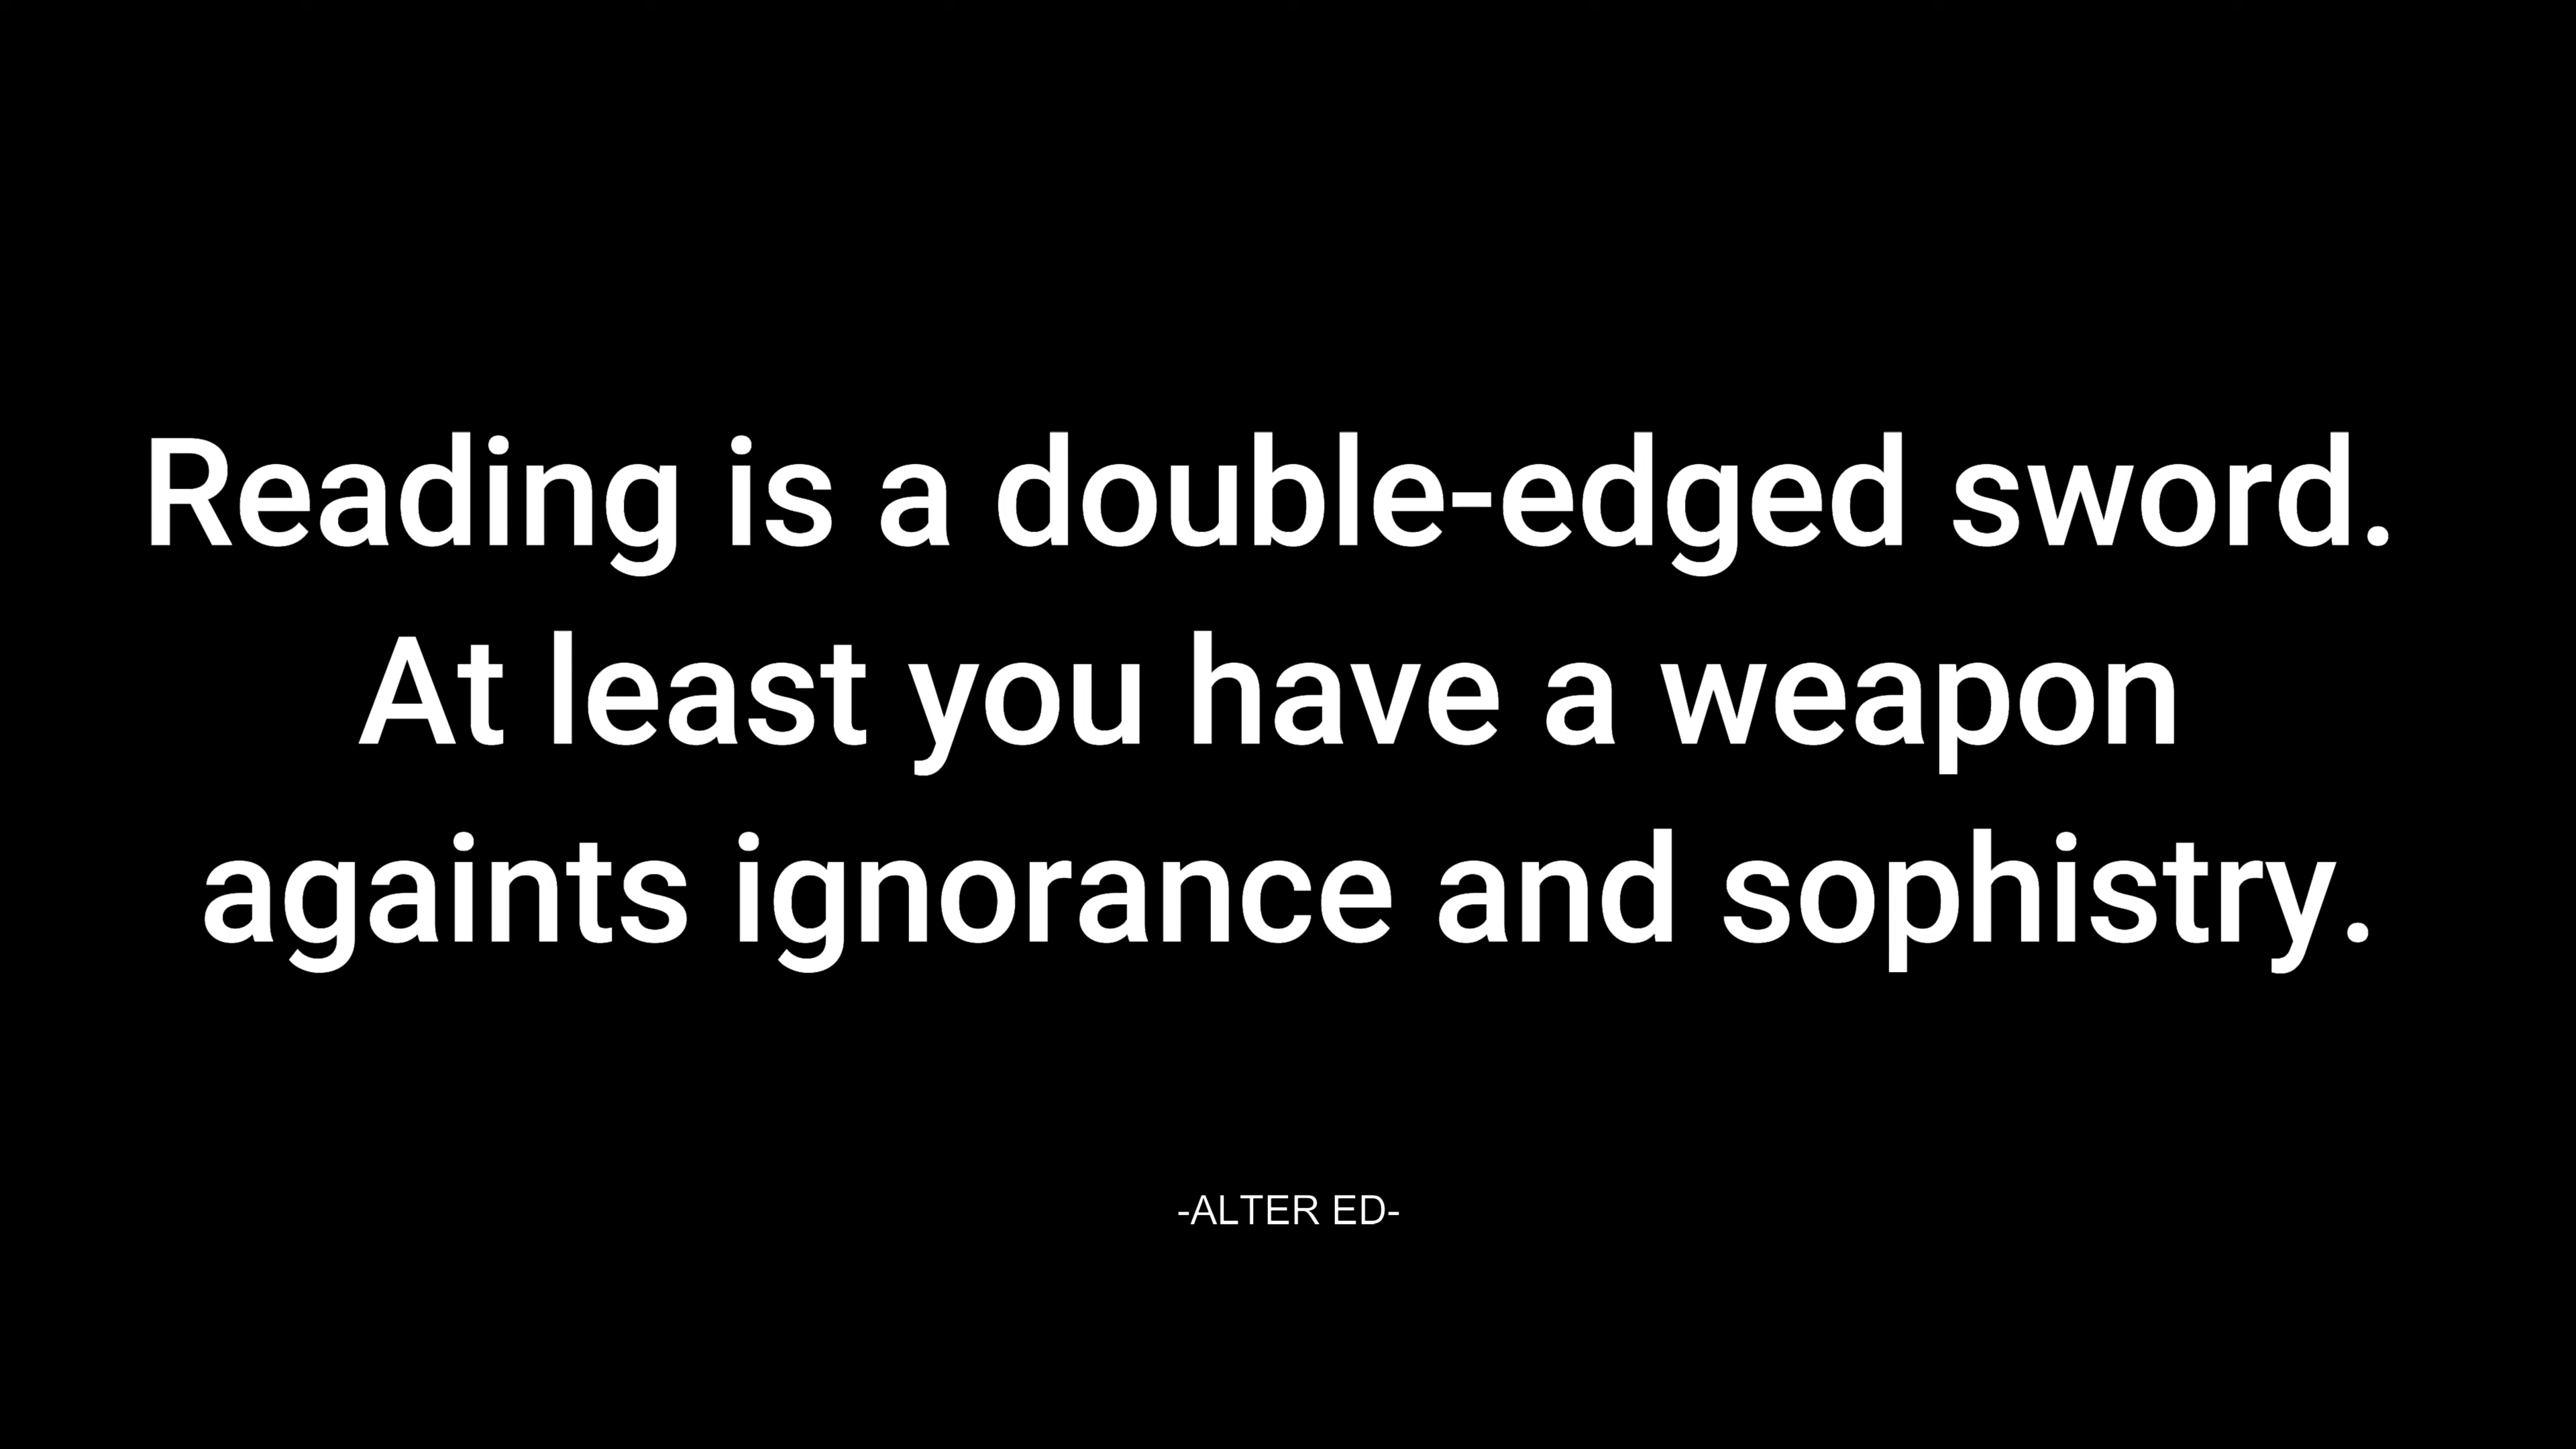 Reading is a double-edged sword.
At least you have a weapon
againts ignorance and sophistry.
-ALTER ED-